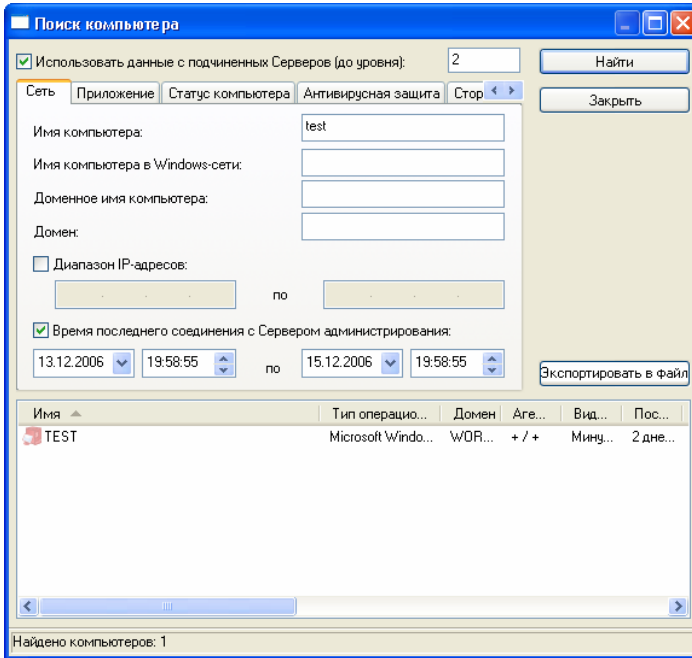 Поиск компьютера
Использовать данные с подчиненных Серверов (до уровня): 2 Найти
Сеть Приложение Статус компьютера Антивирусная защита Стор Закрыть
Имя компьютера: test
Имя компьютера в Windows-сети:
Доменное имя компьютера:
Домен:
Диапазон IP-адресов:
по
Время последнего соединения с Сервером администрирования:
13.12.2006 19:58:55 по 15.12.2006 19:58:55
Экспортировать в файл
Имя Тип операцио... Домен Аге... Вид... Пос...
TEST Microsoft Windo... WOR... + / + Мину... 2 дне...
Найдено компьютеров: 1